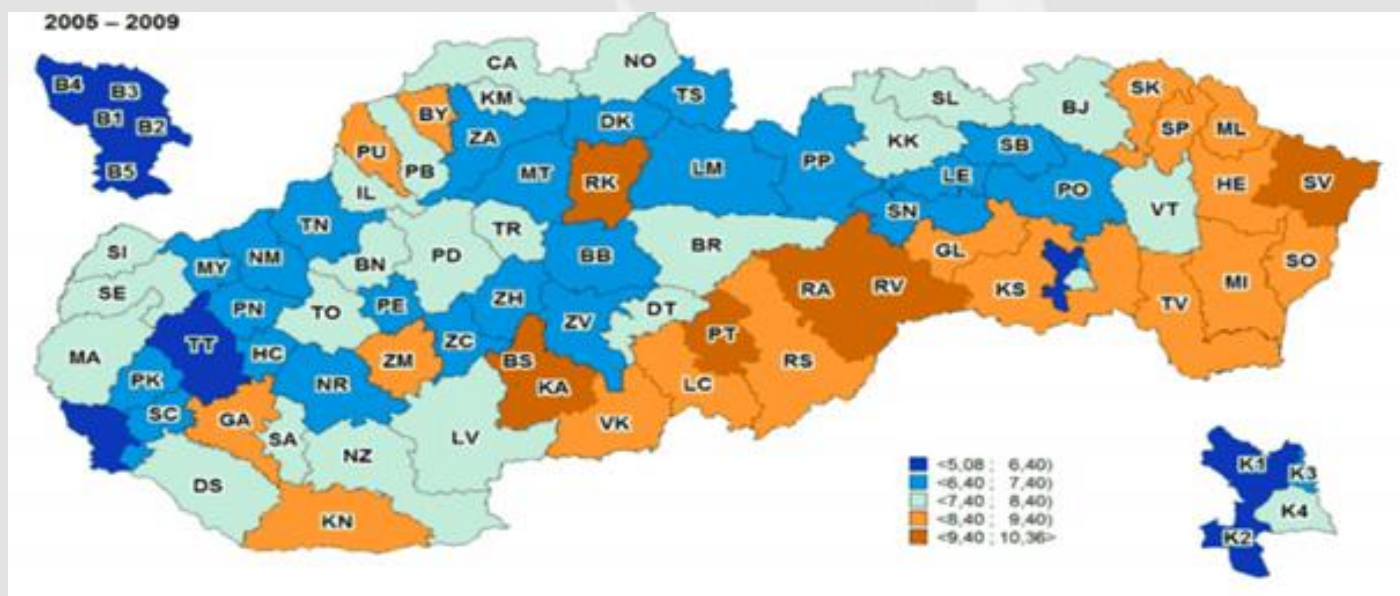 2005 – 2009
B4
B3
B1
B2
B5
CA
NO
KM
TS
BY
ZA
DK
SL
BJ
SK
SP
ML
PU
PB
KK
IL
MT
RK
LM
PP
SB
LE
PO
HE
SV
VT
SN
TN
TR
BR
SI
MY
NM
BN
PD
BB
GL
SO
SE
PN
TO
PE
ZH
DT
RA
RV
KS
MI
TV
MA
TT
HC
ZM
ZC
ZV
PT
BS
KA
RS
PK
NR
LC
SC
GA
SA
VK
LV
NZ
DS
KN
<5,08 ; 6,40)
<6,40 ; 7,40)
<7,40 ; 8,40)
<8,40 ; 9,40)
<9,40 ; 10,36>
K1
K3
K4
K2